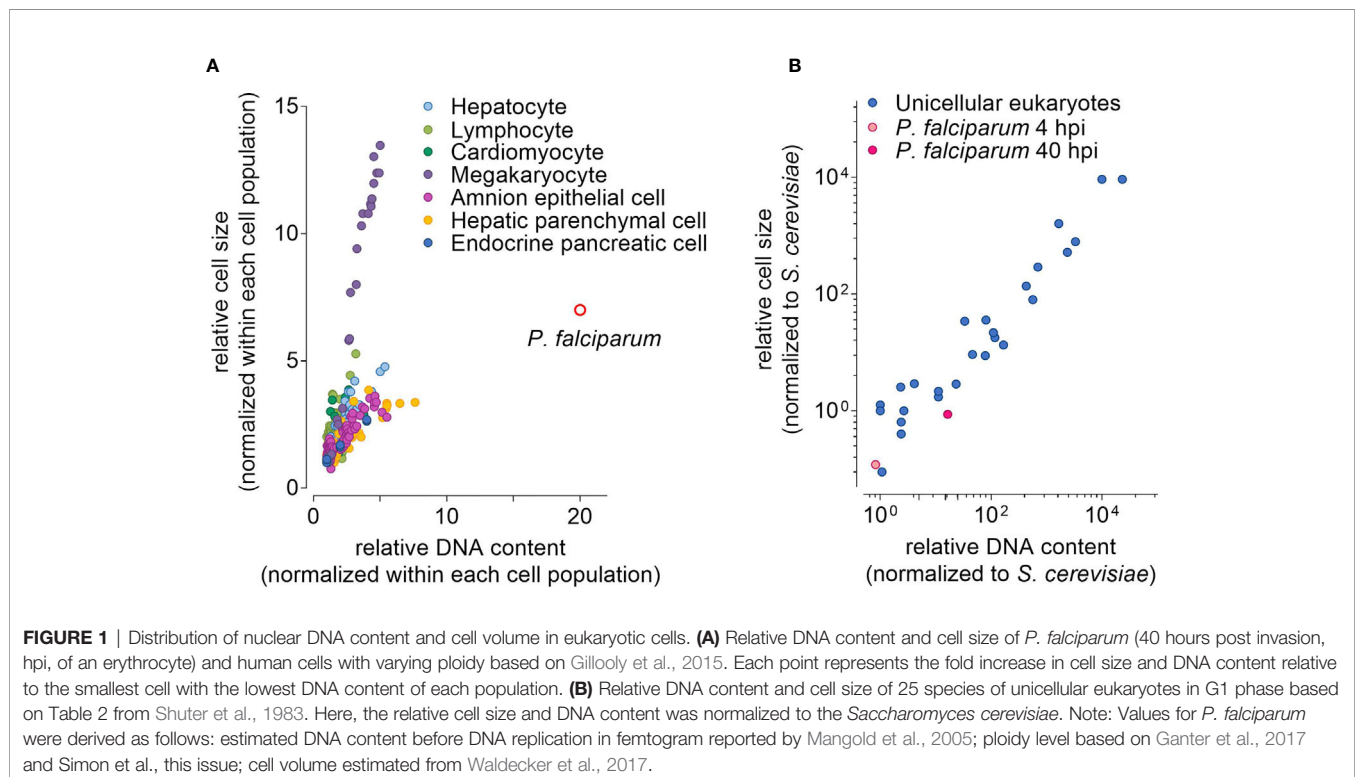 A
relative cell size
(normalized within each cell population)
15
10
5
0
Hepatocyte
Lymphocyte
Cardiomyocyte
Megakaryocyte
Amnion epithelial cell
Hepatic parenchymal cell
Endocrine pancreatic cell
P. falciparum
0
10
20
relative DNA content
(normalized within each cell population)
B
relative cell size
(normalized to S. cerevisiae)
10⁴
10²
10⁰
Unicellular eukaryotes
P. falciparum 4 hpi
P. falciparum 40 hpi
10⁰
10²
10⁴
relative DNA content
(normalized to S. cerevisiae)
FIGURE 1 | Distribution of nuclear DNA content and cell volume in eukaryotic cells. (A) Relative DNA content and cell size of P. falciparum (40 hours post invasion,
hpi, of an erythrocyte) and human cells with varying ploidy based on Gillooly et al., 2015. Each point represents the fold increase in cell size and DNA content relative
to the smallest cell with the lowest DNA content of each population. (B) Relative DNA content and cell size of 25 species of unicellular eukaryotes in G1 phase based
on Table 2 from Shuter et al., 1983. Here, the relative cell size and DNA content was normalized to the Saccharomyces cerevisiae. Note: Values for P. falciparum
were derived as follows: estimated DNA content before DNA replication in femtogram reported by Mangold et al., 2005; ploidy level based on Ganter et al., 2017
and Simon et al., this issue; cell volume estimated from Waldecker et al., 2017.